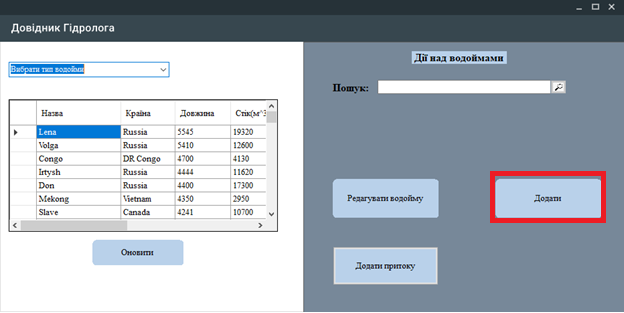 Довідник Гідролога
Вибрати тип водойми
Назва Країна Довжина Стік(м^3
Lena Russia 5545 19320
Volga Russia 5410 12600
Congo DR Congo 4700 4130
Irtysh Russia 4444 11620
Don Russia 4400 17300
Mekong Vietnam 4350 2950
Slave Canada 4241 10700
Оновити
Дії над водоймами
Пошук:
Редагувати водойму
Додати
Додати притоку